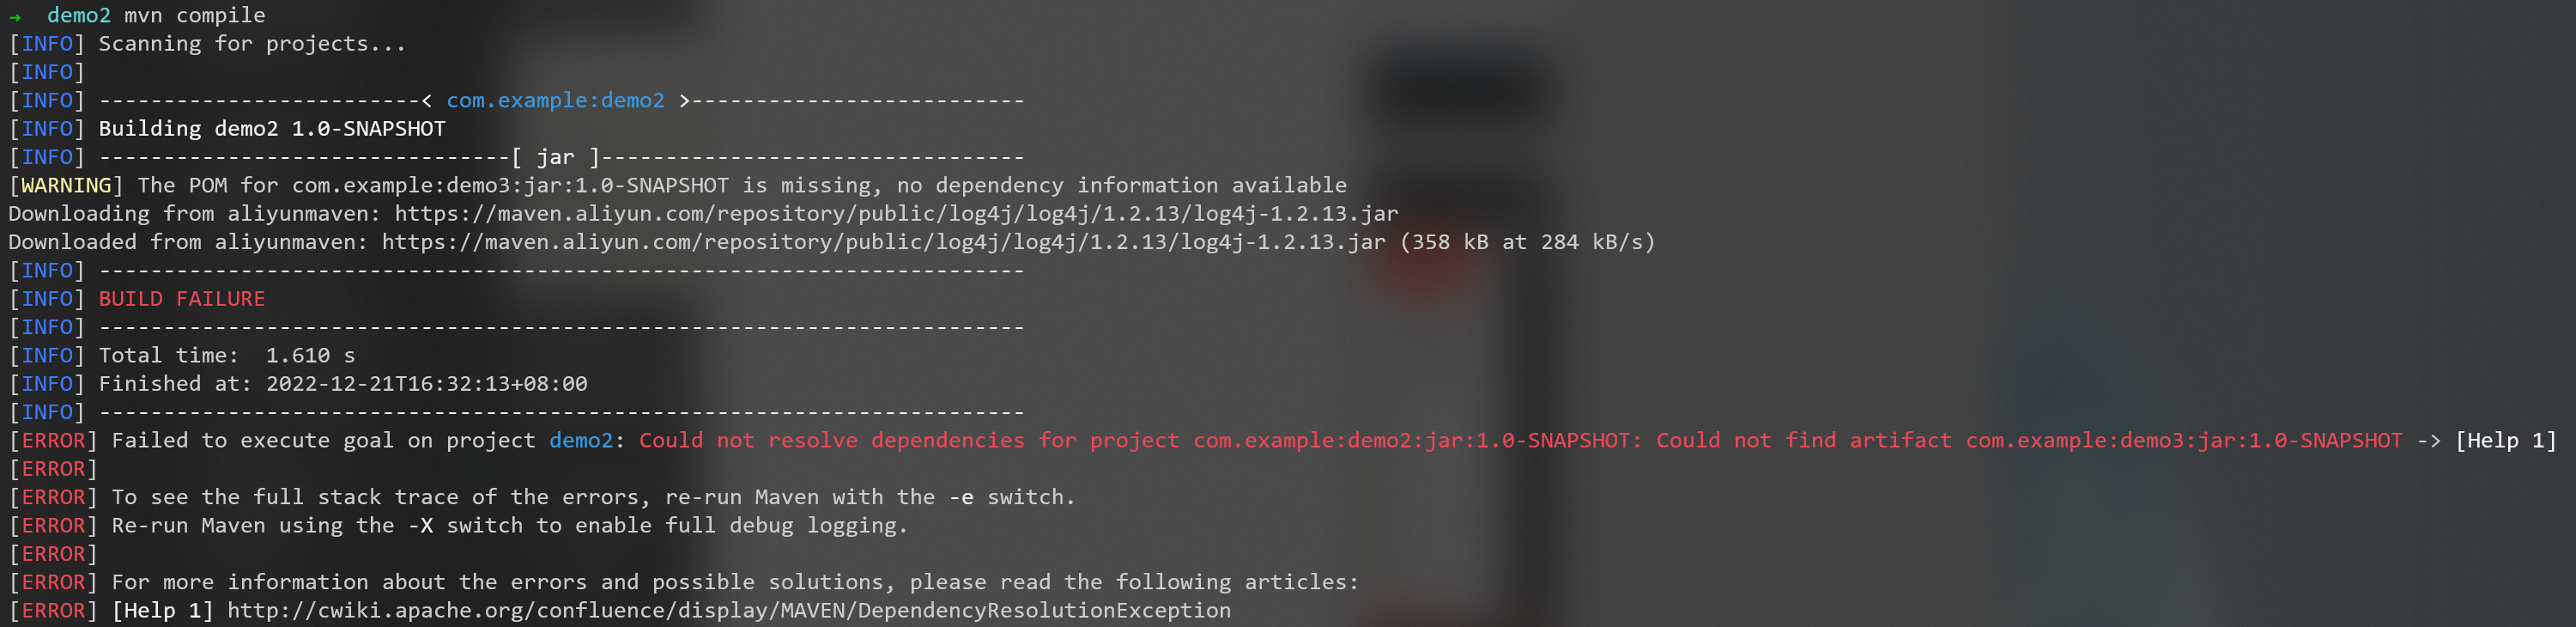 →  demo2 mvn compile
[INFO] Scanning for projects...
[INFO]
[INFO] -------------------------< com.example:demo2 >--------------------------
[INFO] Building demo2 1.0-SNAPSHOT
[INFO] --------------------------------[ jar ]---------------------------------
[WARNING] The POM for com.example:demo3:jar:1.0-SNAPSHOT is missing, no dependency information available
Downloading from aliyunmaven: https://maven.aliyun.com/repository/public/log4j/log4j/1.2.13/log4j-1.2.13.jar
Downloaded from aliyunmaven: https://maven.aliyun.com/repository/public/log4j/log4j/1.2.13/log4j-1.2.13.jar (358 kB at 284 kB/s)
[INFO] ------------------------------------------------------------------------
[INFO] BUILD FAILURE
[INFO] ------------------------------------------------------------------------
[INFO] Total time:  1.610 s
[INFO] Finished at: 2022-12-21T16:32:13+08:00
[INFO] ------------------------------------------------------------------------
[ERROR] Failed to execute goal on project demo2: Could not resolve dependencies for project com.example:demo2:jar:1.0-SNAPSHOT: Could not find artifact com.example:demo3:jar:1.0-SNAPSHOT -> [Help 1]
[ERROR]
[ERROR] To see the full stack trace of the errors, re-run Maven with the -e switch.
[ERROR] Re-run Maven using the -X switch to enable full debug logging.
[ERROR]
[ERROR] For more information about the errors and possible solutions, please read the following articles:
[ERROR] [Help 1] http://cwiki.apache.org/confluence/display/MAVEN/DependencyResolutionException